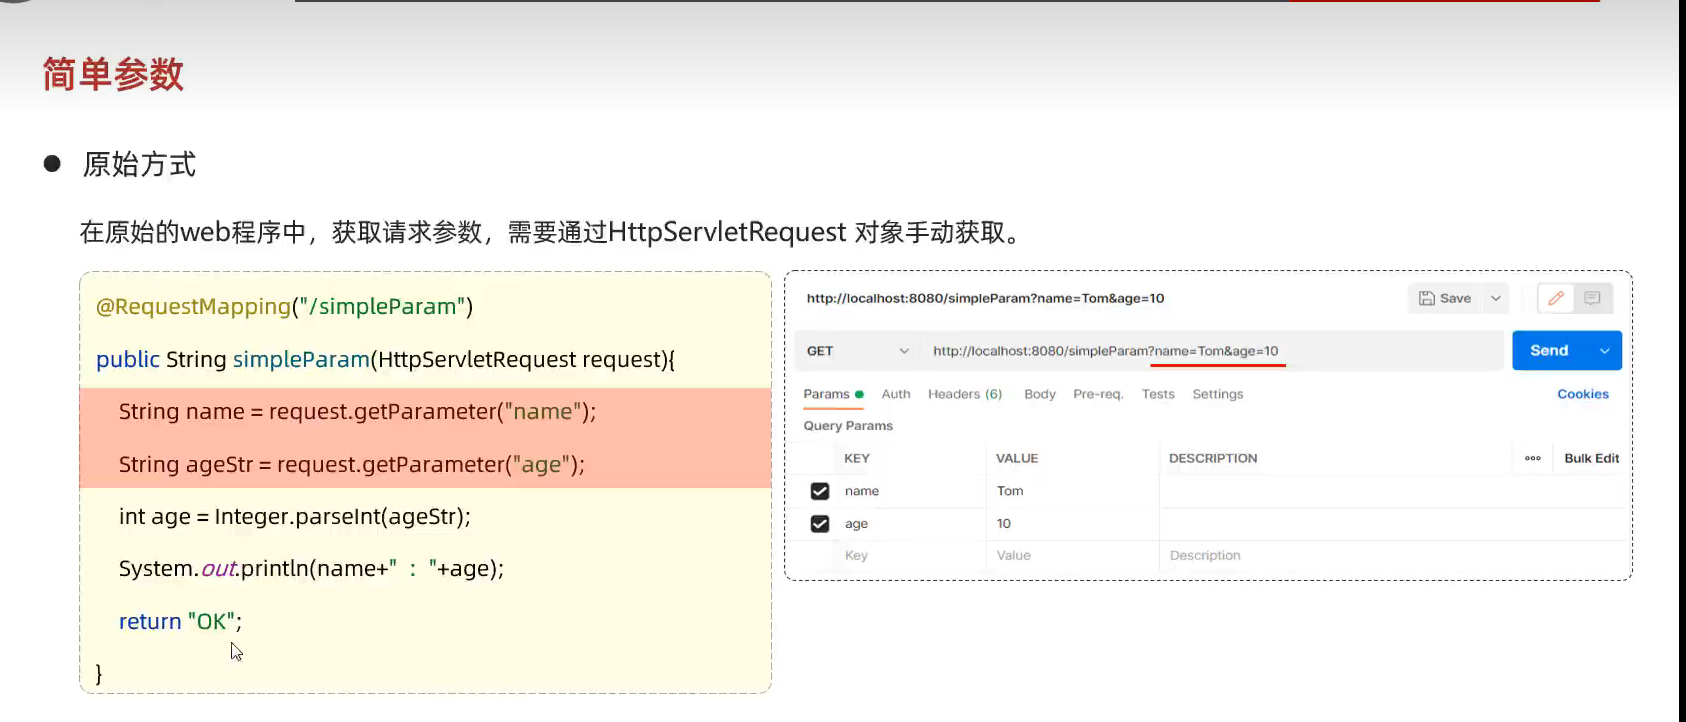 简单参数
● 原始方式
在原始的web程序中，获取请求参数，需要通过HttpServletRequest 对象手动获取。
@RequestMapping("/simpleParam")
public String simpleParam(HttpServletRequest request){
String name = request.getParameter("name");
String ageStr = request.getParameter("age");
int age = Integer.parseInt(ageStr);
System.out.println(name+" : "+age);
return "OK";
}
http://localhost:8080/simpleParam?name=Tom&age=10
Save
GET http://localhost:8080/simpleParam?name=Tom&age=10 Send
Params Auth Headers (6) Body Pre-req. Tests Settings Cookies
Query Params
KEY VALUE DESCRIPTION ooo Bulk Edit
name Tom
age 10
Key Value Description